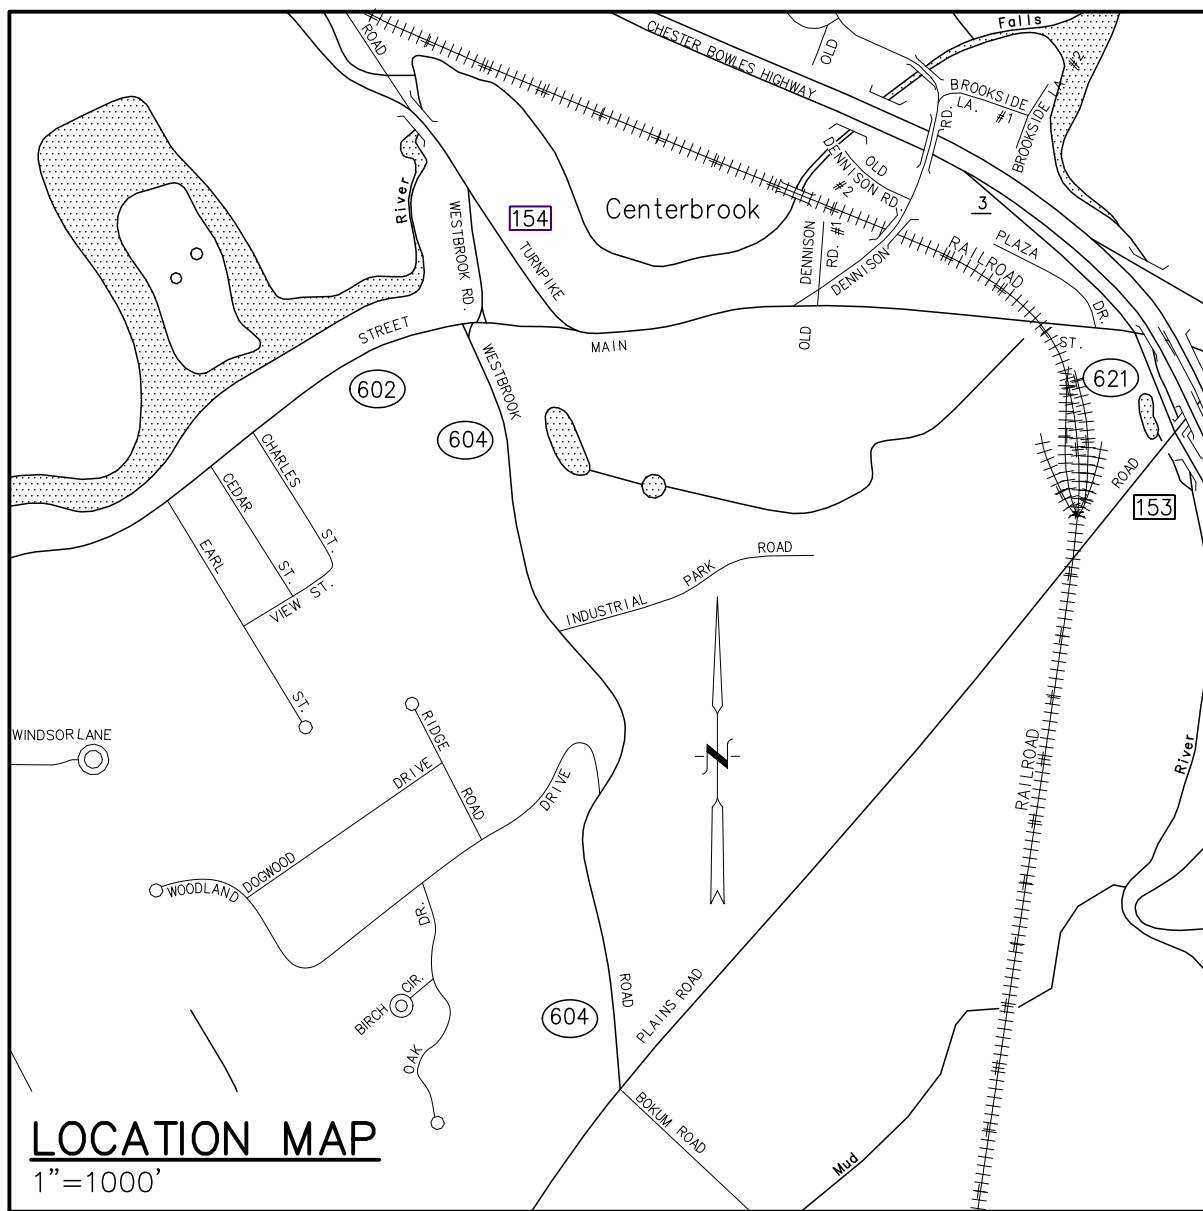 Falls
ROAD
CHESTER BOWLES HIGHWAY
OLD
BROOKSIDE
LA. #1
BROOKSIDE LA. #2
RD.
OLD
DENNISON RD.
#2
River
WESTBROOK RD.
154
Centerbrook
3
TURNPIKE
DENNISON
RD. #1
DENNISON
RAILROAD
PLAZA
DR.
STREET
MAIN
OLD
ST.
WESTBROOK
602
621
604
CHARLES
ST.
CEDAR
ST.
ROAD
153
EARL
ST.
VIEW ST.
INDUSTRIAL PARK ROAD
N
WINDSOR LANE
RIDGE
ROAD
DRIVE
DRIVE
RAILROAD
River
DOGWOOD
WOODLAND
DR.
BIRCH CIR.
OAK
ROAD
604
PLAINS ROAD
BOKUM ROAD
Mud
LOCATION MAP
1"=1000'